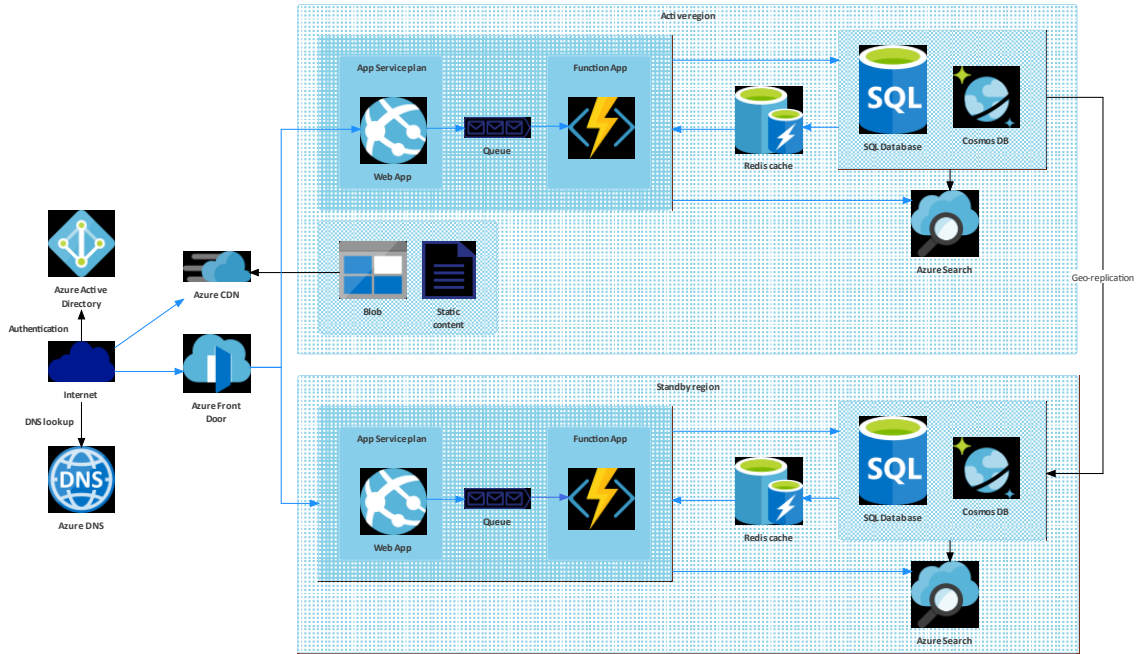 Active region
App Service plan
Function App
SQL
SQL Database
Cosmos DB
Queue
Web App
Redis cache
Azure Search
Azure Active
Directory
Azure CDN
Blob
Static
content
Geo-replication
Authentication
Internet
Azure Front
Door
DNS lookup
DNS
Azure DNS
Standby region
App Service plan
Function App
SQL
SQL Database
Cosmos DB
Queue
Web App
Redis cache
Azure Search